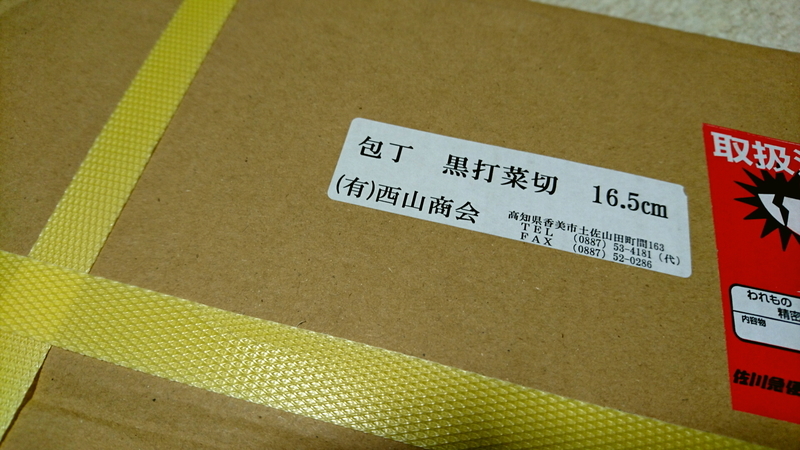 包丁 黒打菜切 16.5cm
(有)西山商会
高知県香美市土佐山田町間163
TEL (0887) 53-4181 (代)
FAX (0887) 52-0286
取扱
われもの
精密
内容物
佐川急便